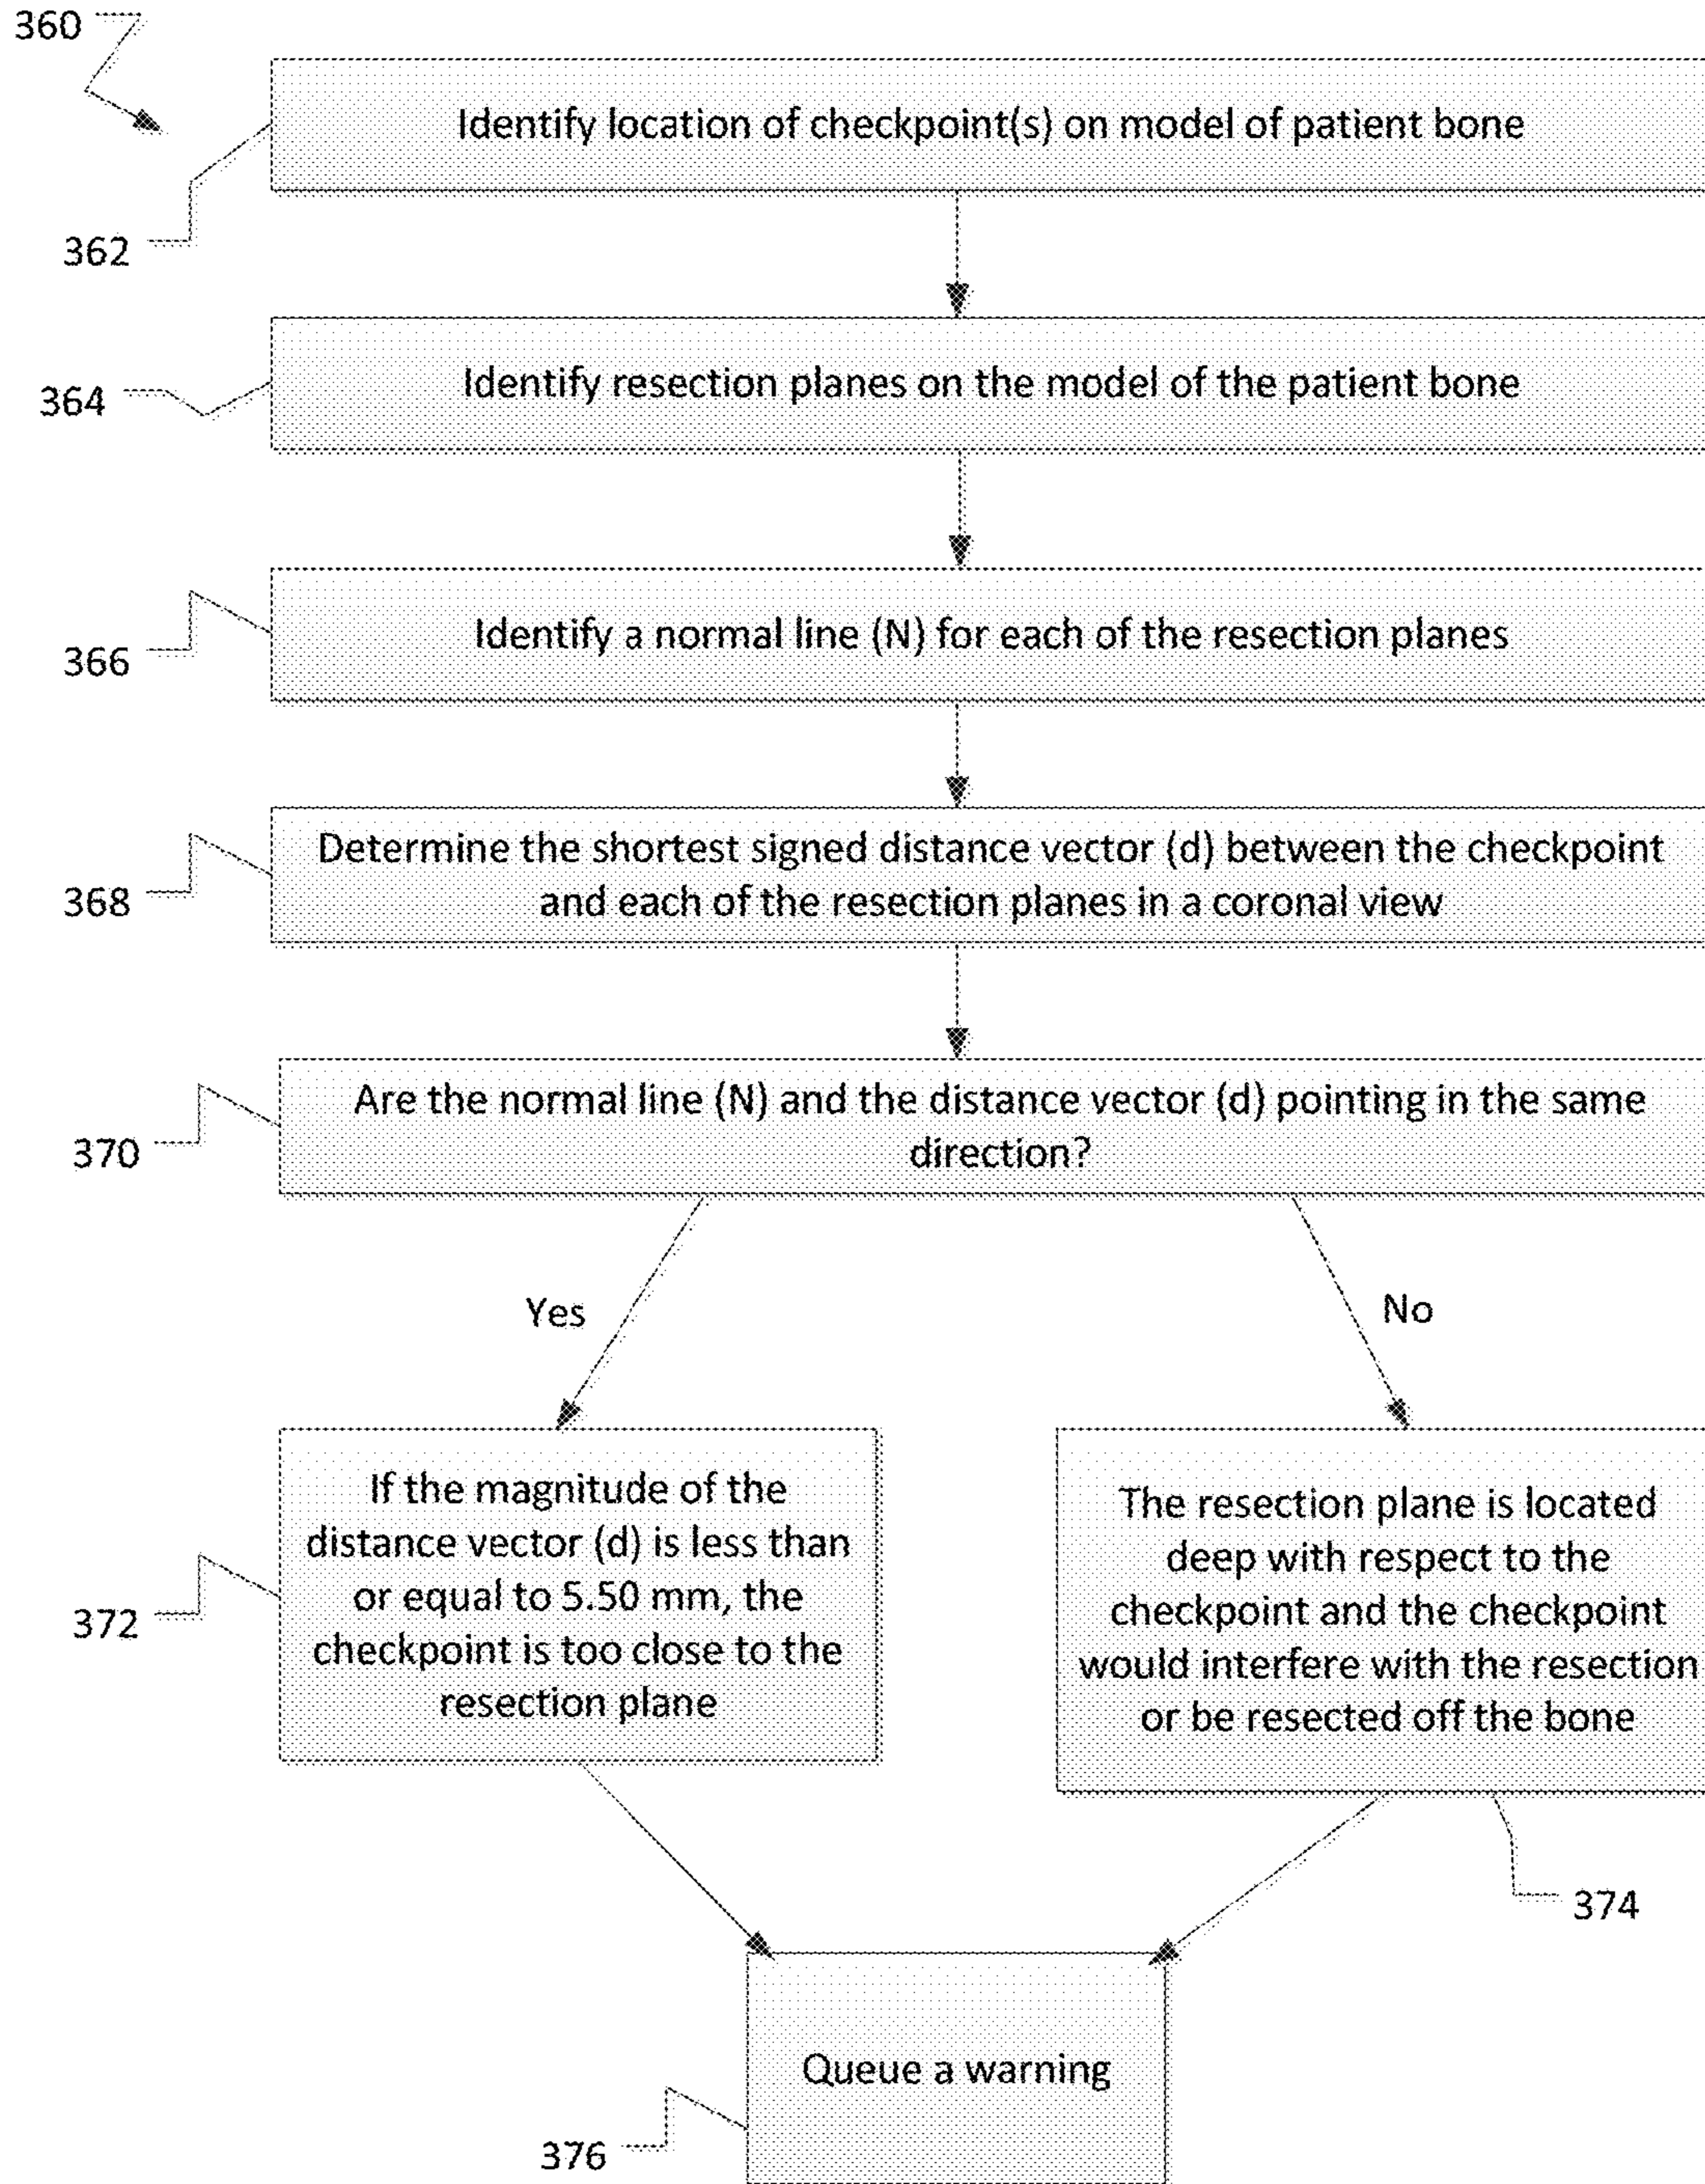 360
Identify location of checkpoint(s) on model of patient bone
362
Identify resection planes on the model of the patient bone
364
Identify a normal line (N) for each of the resection planes
366
Determine the shortest signed distance vector (d) between the checkpoint
and each of the resection planes in a coronal view
368
Are the normal line (N) and the distance vector (d) pointing in the same
direction?
370
Yes
No
If the magnitude of the
distance vector (d) is less than
or equal to 5.50 mm, the
checkpoint is too close to the
resection plane
372
The resection plane is located
deep with respect to the
checkpoint and the checkpoint
would interfere with the resection
or be resected off the bone
374
Queue a warning
376